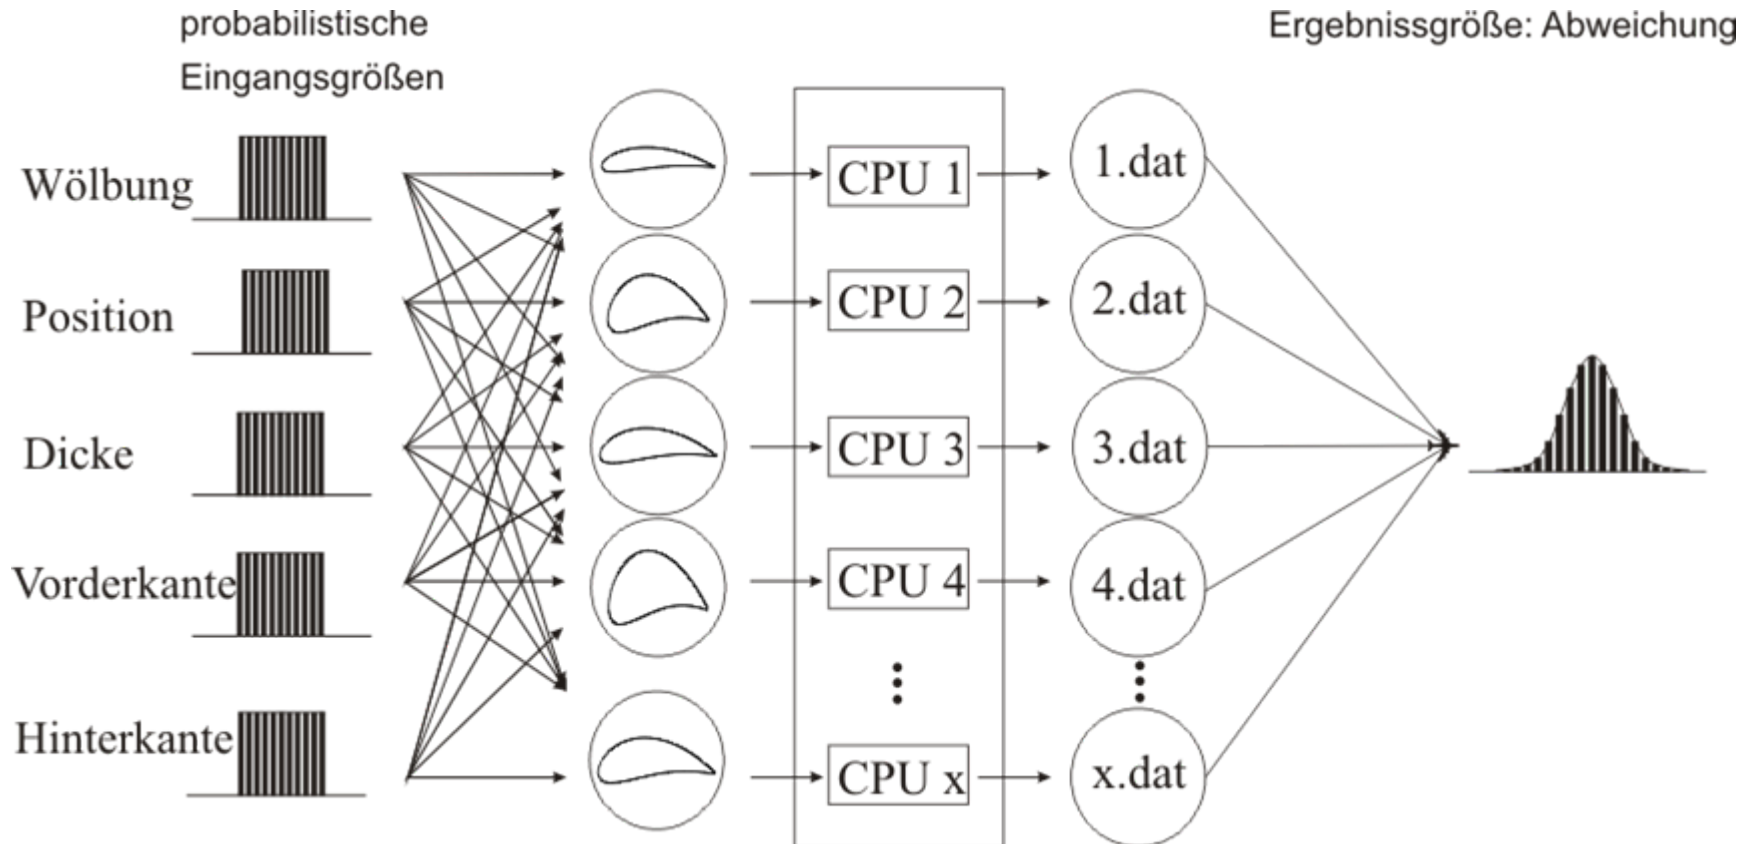 probabilistische
Eingangsgrößen
Ergebnissgröße: Abweichung
Wölbung
Position
Dicke
Vorderkante
Hinterkante
CPU 1
CPU 2
CPU 3
CPU 4
CPU x
1.dat
2.dat
3.dat
4.dat
x.dat